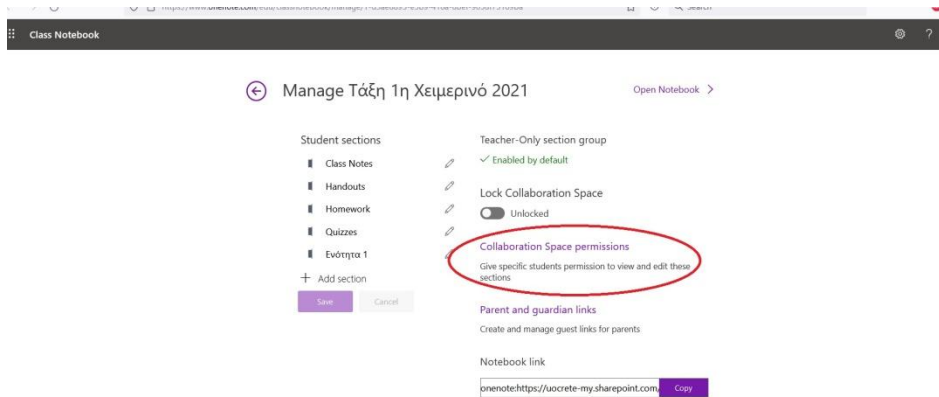 Class Notebook
?
Manage Τάξη 1η Χειμερινό 2021
Open Notebook >
Student sections
Class Notes
Handouts
Homework
Quizzes
Ενότητα 1
+ Add section
Save Cancel
Teacher-Only section group
✓ Enabled by default
Lock Collaboration Space
Unlocked
Collaboration Space permissions
Give specific students permission to view and edit these
sections
Parent and guardian links
Create and manage guest links for parents
Notebook link
onenote:https://uocrete-my.sharepoint.com/
Copy